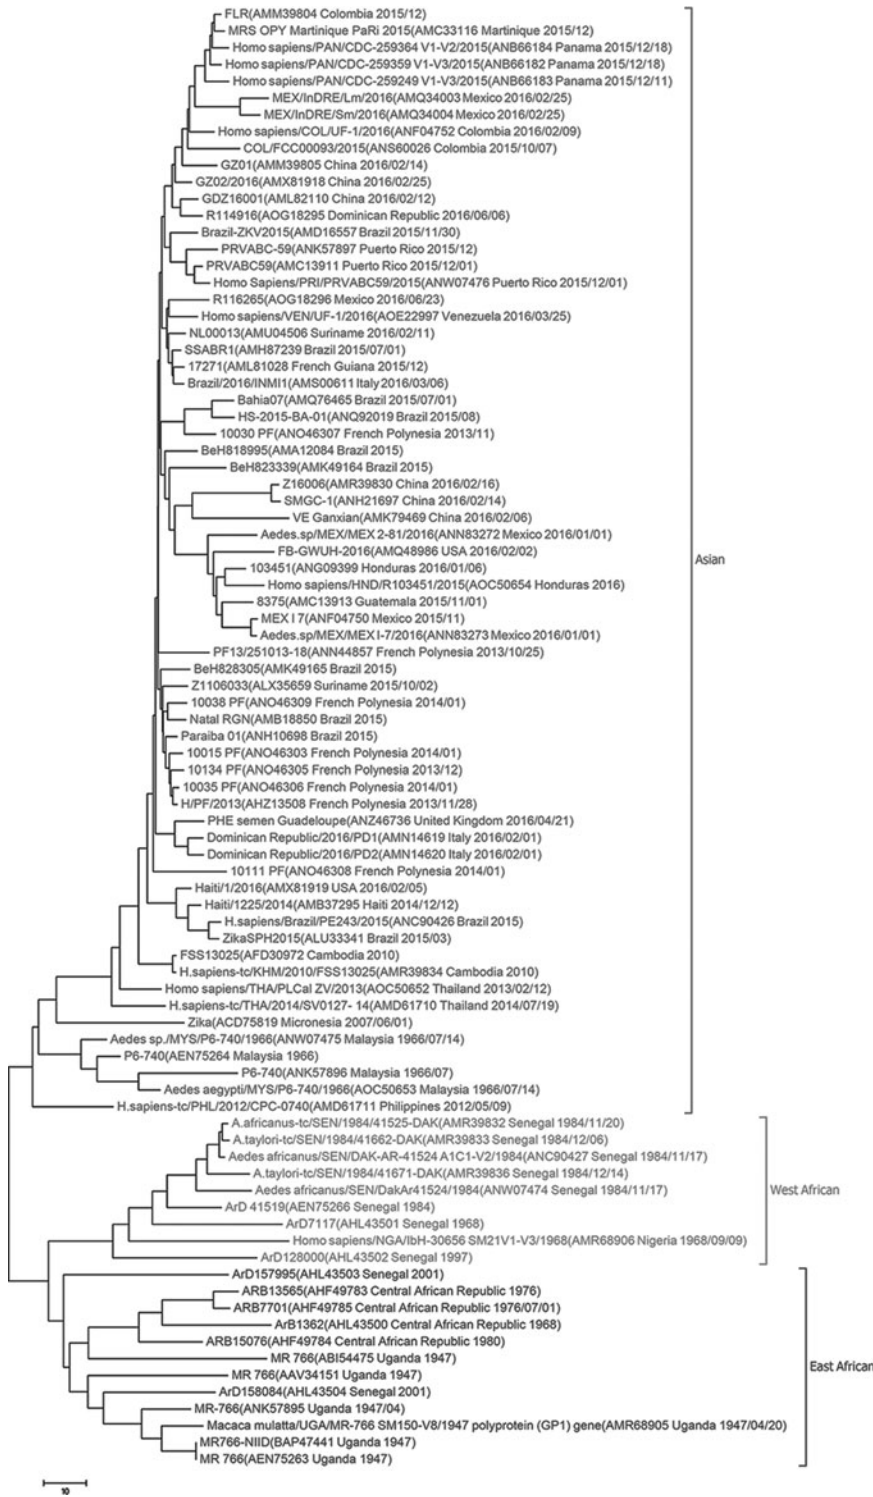 FLR(AMM39804 Colombia 2015/12)
MRS OPY Martinique PaRi 2015(AMC33116 Martinique 2015/12)
Homo sapiens/PAN/CDC-259364 V1-V2/2015(ANB66184 Panama 2015/12/18)
Homo sapiens/PAN/CDC-259359 V1-V3/2015(ANB66182 Panama 2015/12/18)
Homo sapiens/PAN/CDC-259249 V1-V3/2015(ANB66183 Panama 2015/12/11)
MEX/InDRE/Lm/2016(AMQ34003 Mexico 2016/02/25)
MEX/InDRE/Sm/2016(AMQ34004 Mexico 2016/02/25)
Homo sapiens/COL/UF-1/2016(ANF04752 Colombia 2016/02/09)
COL/FCC00093/2015(ANS60026 Colombia 2015/10/07)
GZ01(AMM39805 China 2016/02/14)
GZ02/2016(AMX81918 China 2016/02/25)
GDZ16001(AML82110 China 2016/02/12)
R114916(AOG18295 Dominican Republic 2016/06/06)
Brazil-ZKV2015(AMD16557 Brazil 2015/11/30)
PRVABC-59(ANK57897 Puerto Rico 2015/12)
PRVABC59(AMC13911 Puerto Rico 2015/12/01)
Homo Sapiens/PRI/PRVABC59/2015(ANW07476 Puerto Rico 2015/12/01)
R116265(AOG18296 Mexico 2016/06/23)
Homo sapiens/VEN/UF-1/2016(AOE22997 Venezuela 2016/03/25)
NL00013(AMU04506 Suriname 2016/02/11)
SSABR1(AMH87239 Brazil 2015/07/01)
17271(AML81028 French Guiana 2015/12)
Brazil/2016/INMI1(AMS00611 Italy 2016/03/06)
Bahia07(AMQ76465 Brazil 2015/07/01)
HS-2015-BA-01(ANQ92019 Brazil 2015/08)
10030 PF(ANO46307 French Polynesia 2013/11)
BeH818995(AMA12084 Brazil 2015)
BeH823339(AMK49164 Brazil 2015)
Z16006(AMR39830 China 2016/02/16)
SMGC-1(ANH21697 China 2016/02/14)
VE Ganxian(AMK79469 China 2016/02/06)
Aedes.sp/MEX/MEX 2-81/2016(ANN83272 Mexico 2016/01/01)
FB-GWUH-2016(AMQ48986 USA 2016/02/02)
103451(ANG09399 Honduras 2016/01/06)
Asian
Homo sapiens/HND/R103451/2015(AOC50654 Honduras 2016)
8375(AMC13913 Guatemala 2015/11/01)
MEX I 7(ANF04750 Mexico 2015/11)
Aedes.sp/MEX/MEX I-7/2016(ANN83273 Mexico 2016/01/01)
PF13/251013-18(ANN44857 French Polynesia 2013/10/25)
BeH828305(AMK49165 Brazil 2015)
Z1106033(ALX35659 Suriname 2015/10/02)
10038 PF(ANO46309 French Polynesia 2014/01)
Natal RGN(AMB18850 Brazil 2015)
Paraiba 01(ANH10698 Brazil 2015)
10015 PF(ANO46303 French Polynesia 2014/01)
10134 PF(ANO46305 French Polynesia 2013/12)
10035 PF(ANO46306 French Polynesia 2014/01)
H/PF/2013(AHZ13508 French Polynesia 2013/11/28)
PHE semen Guadeloupe(ANZ46736 United Kingdom 2016/04/21)
Dominican Republic/2016/PD1(AMN14619 Italy 2016/02/01)
Dominican Republic/2016/PD2(AMN14620 Italy 2016/02/01)
10111 PF(ANO46308 French Polynesia 2014/01)
Haiti/1/2016(AMX81919 USA 2016/02/05)
Haiti/1225/2014(AMB37295 Haiti 2014/12/12)
H.sapiens/Brazil/PE243/2015(ANC90426 Brazil 2015)
ZikaSPH2015(ALU33341 Brazil 2015/03)
FSS13025(AFD30972 Cambodia 2010)
H.sapiens-tc/KHM/2010/FSS13025(AMR39834 Cambodia 2010)
Homo sapiens/THA/PLCal ZV/2013(AOC50652 Thailand 2013/02/12)
H.sapiens-tc/THA/2014/SV0127- 14(AMD61710 Thailand 2014/07/19)
Zika(ACD75819 Micronesia 2007/06/01)
Aedes sp./MYS/P6-740/1966(ANW07475 Malaysia 1966/07/14)
P6-740(AEN75264 Malaysia 1966)
P6-740(ANK57896 Malaysia 1966/07)
Aedes aegypti/MYS/P6-740/1966(AOC50653 Malaysia 1966/07/14)
H.sapiens-tc/PHL/2012/CPC-0740(AMD61711 Philippines 2012/05/09)
A.africanus-tc/SEN/1984/41525-DAK(AMR39832 Senegal 1984/11/20)
A.taylori-tc/SEN/1984/41662-DAK(AMR39833 Senegal 1984/12/06)
Aedes africanus/SEN/DAK-AR-41524 A1C1-V2/1984(ANC90427 Senegal 1984/11/17)
A.taylori-tc/SEN/1984/41671-DAK(AMR39836 Senegal 1984/12/14)
Aedes africanus/SEN/DakAr41524/1984(ANW07474 Senegal 1984/11/17)
West African
ArD 41519(AEN75266 Senegal 1984)
ArD7117(AHL43501 Senegal 1968)
Homo sapiens/NGA/IbH-30656 SM21V1-V3/1968(AMR68906 Nigeria 1968/09/09)
ArD128000(AHL43502 Senegal 1997)
ArD157995(AHL43503 Senegal 2001)
ARB13565(AHF49783 Central African Republic 1976)
ARB7701(AHF49785 Central African Republic 1976/07/01)
ArB1362(AHL43500 Central African Republic 1968)
ARB15076(AHF49784 Central African Republic 1980)
MR 766(ABI54475 Uganda 1947)
East African
MR 766(AAV34151 Uganda 1947)
ArD158084(AHL43504 Senegal 2001)
MR-766(ANK57895 Uganda 1947/04)
Macaca mulatta/UGA/MR-766 SM150-V8/1947 polyprotein (GP1) gene(AMR68905 Uganda 1947/04/20)
MR766-NIID(BAP47441 Uganda 1947)
MR 766(AEN75263 Uganda 1947)
10